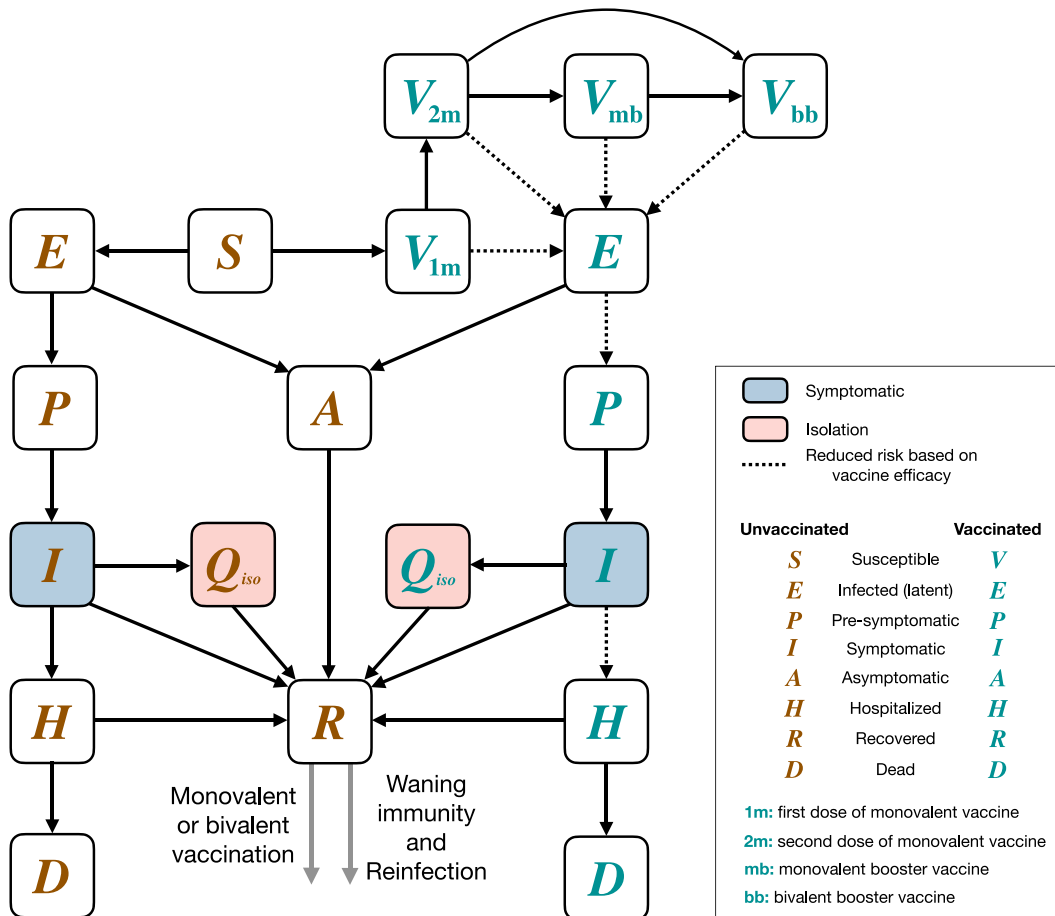 V2m Vmb Vbb
E S V1m E
P A P
I Qiso Qiso I
H R H
Monovalent
or bivalent
vaccination
Waning
immunity
and
Reinfection
D D
Symptomatic
Isolation
Reduced risk based on
vaccine efficacy
Unvaccinated Vaccinated
S Susceptible V
E Infected (latent) E
P Pre-symptomatic P
I Symptomatic I
A Asymptomatic A
H Hospitalized H
R Recovered R
D Dead D
1m: first dose of monovalent vaccine
2m: second dose of monovalent vaccine
mb: monovalent booster vaccine
bb: bivalent booster vaccine